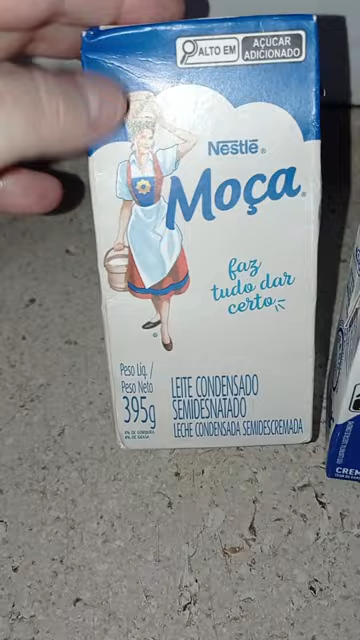 ALTO EM AÇÚCAR
ADICIONADO
Nestlé®
Moça®
faz
tudo dar
certo
Peso Líq. /
Peso Neto
395g
LEITE CONDENSADO
SEMIDESNATADO
LECHE CONDENSADA SEMIDESCREMADA
CREM